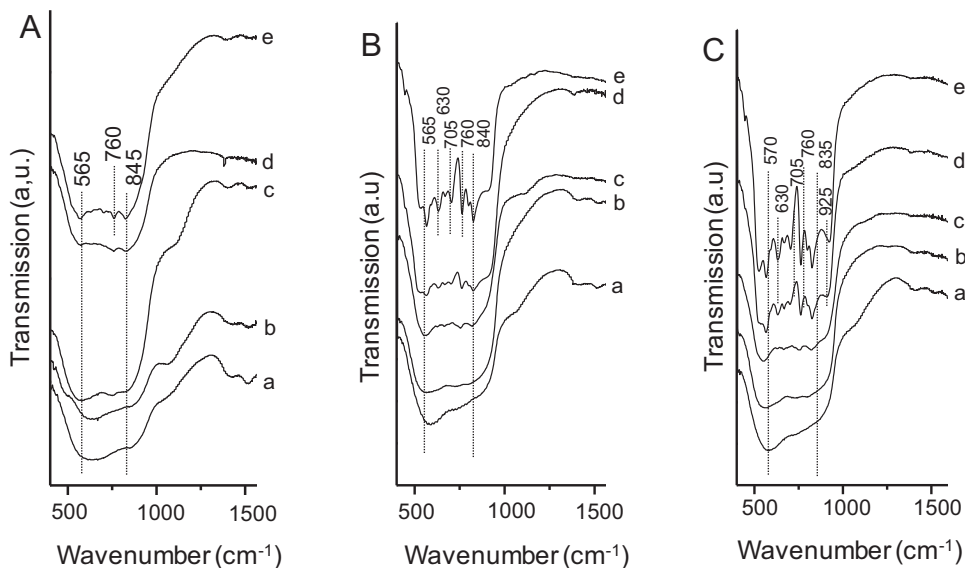 A
Transmission (a,u.)
565
760
845
e
d
c
b
a
500
1000
1500
Wavenumber (cm-1)
B
Transmission (a.u)
565
630
705
760
840
e
d
c
b
a
500
1000
1500
Wavenumber (cm-1)
C
Transmission (a.u)
570
630
705
760
835
925
e
d
c
b
a
500
1000
1500
Wavenumber (cm-1)